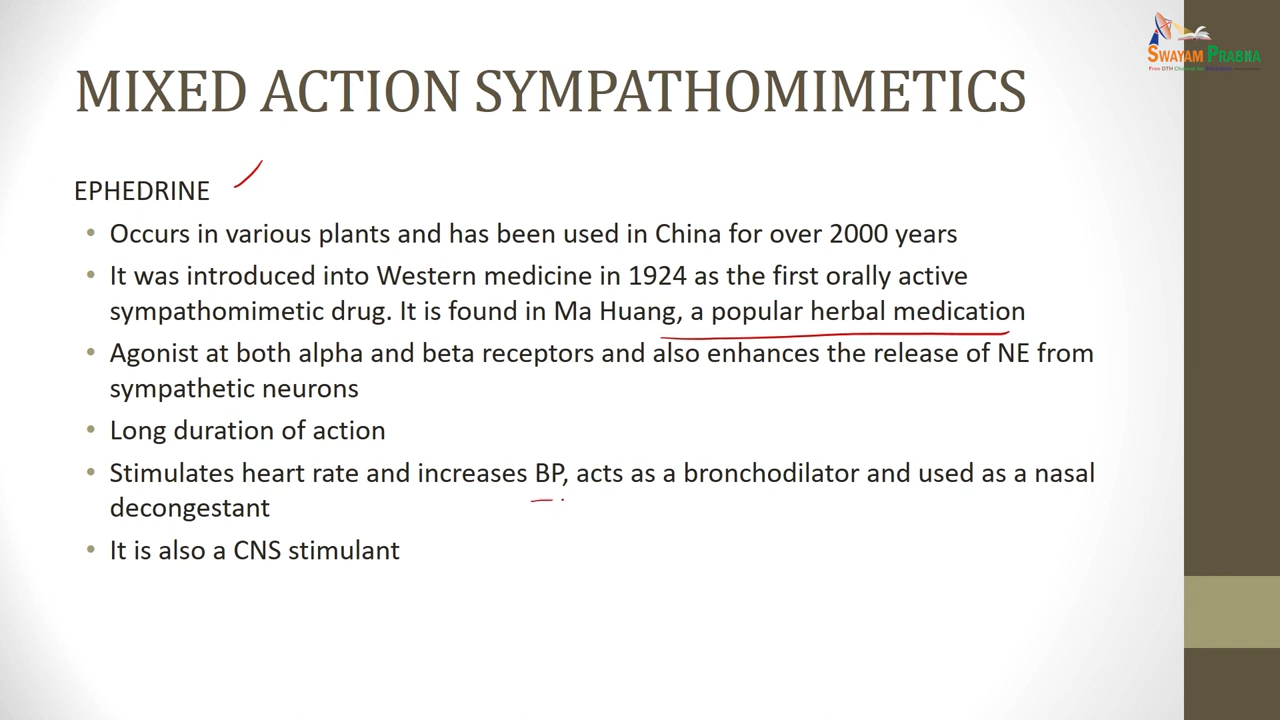 SWAYAM PRABHA
MIXED ACTION SYMPATHOMIMETICS
EPHEDRINE
• Occurs in various plants and has been used in China for over 2000 years
• It was introduced into Western medicine in 1924 as the first orally active
sympathomimetic drug. It is found in Ma Huang, a popular herbal medication
• Agonist at both alpha and beta receptors and also enhances the release of NE from
sympathetic neurons
• Long duration of action
• Stimulates heart rate and increases BP, acts as a bronchodilator and used as a nasal
decongestant
• It is also a CNS stimulant